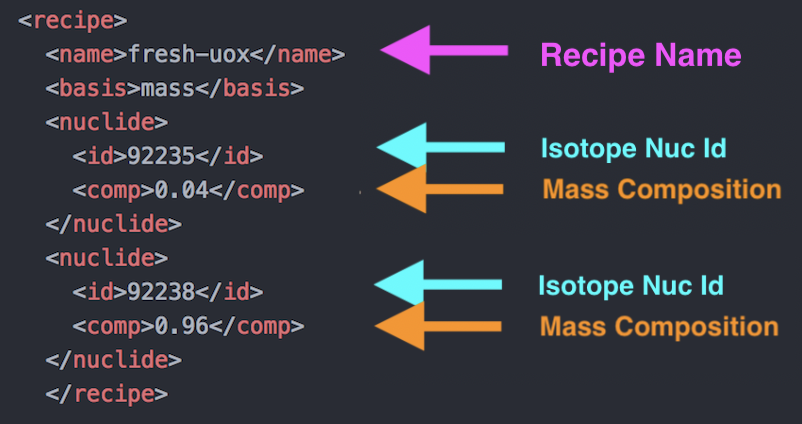 <recipe>
<name>fresh-uox</name> Recipe Name
<basis>mass</basis>
<nuclide>
<id>92235</id> Isotope Nuc Id
<comp>0.04</comp> Mass Composition
</nuclide>
<nuclide>
<id>92238</id> Isotope Nuc Id
<comp>0.96</comp> Mass Composition
</nuclide>
</recipe>